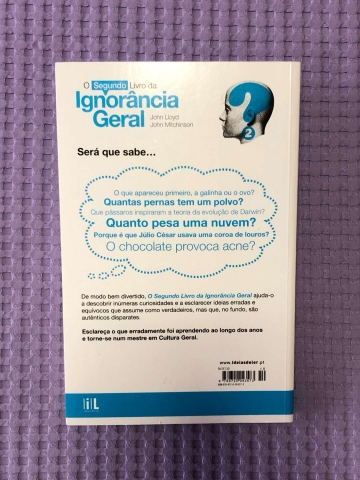 O Segundo Livro da
Ignorância
Geral
John Lloyd
John Mitchinson
2
Será que sabe...
O que apareceu primeiro, a galinha ou o ovo?
Quantas pernas tem um polvo?
Que pássaros inspiraram a teoria da evolução de Darwin?
Quanto pesa uma nuvem?
Porque é que Júlio César usava uma coroa de louros?
O chocolate provoca acne?
De modo bem divertido, O Segundo Livro da Ignorância Geral ajuda-o
a descobrir inúmeras curiosidades e a esclarecer ideias erradas e
equívocos que assume como verdadeiros, mas que, no fundo, são
autênticos disparates.
Esclareça o que erradamente foi aprendendo ao longo dos anos
e torne-se num mestre em Cultura Geral.
www.ideiasdeler.pt
iL